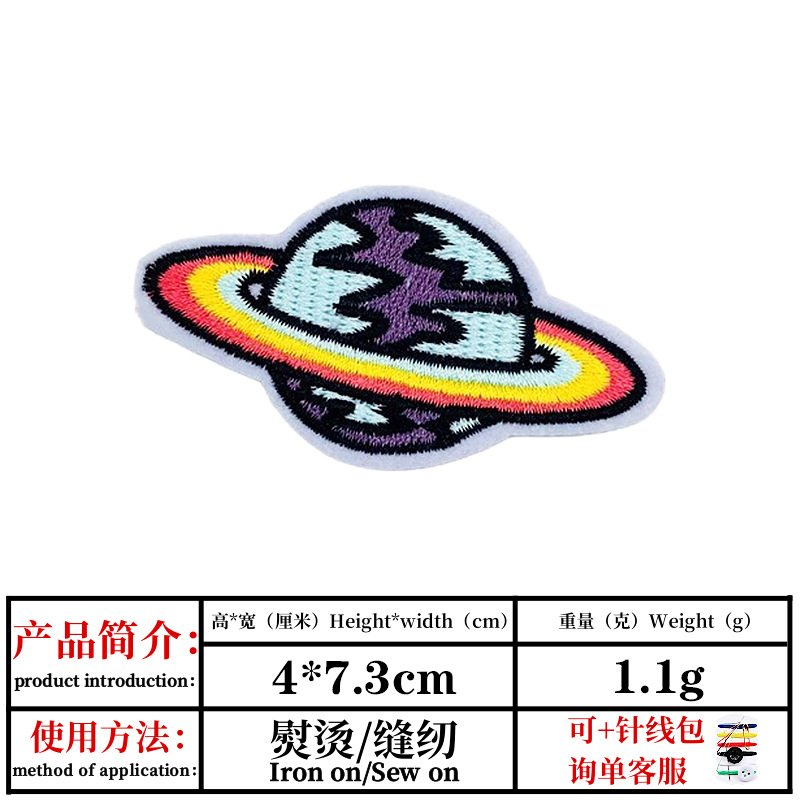 产品简介:
product introduction:
高*宽（厘米）Height*width（cm）
4*7.3cm
重量（克）Weight（g）
1.1g
使用方法:
method of application:
熨烫/缝纫
Iron on/Sew on
可+针线包
询单客服